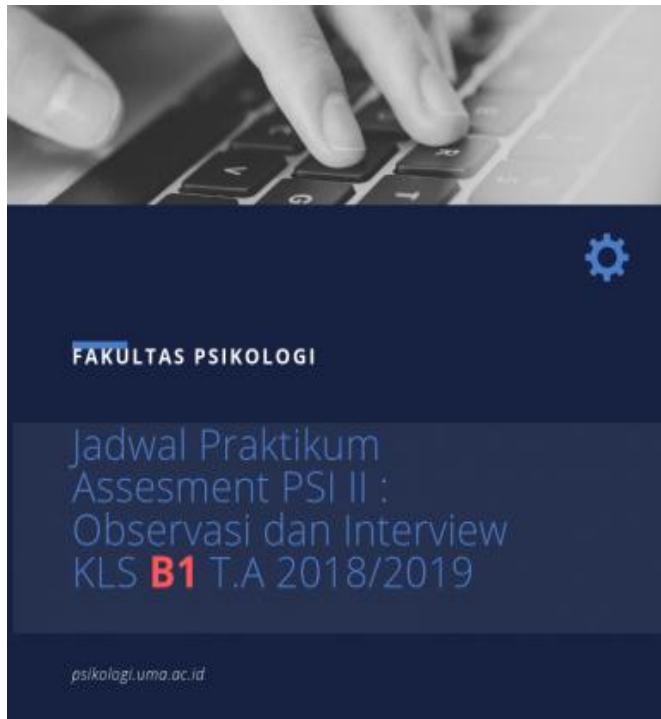 FAKULTAS PSIKOLOGI
Jadwal Praktikum
Assesment PSI II :
Observasi dan Interview
KLS B1 T.A 2018/2019
psikologi.uma.ac.id